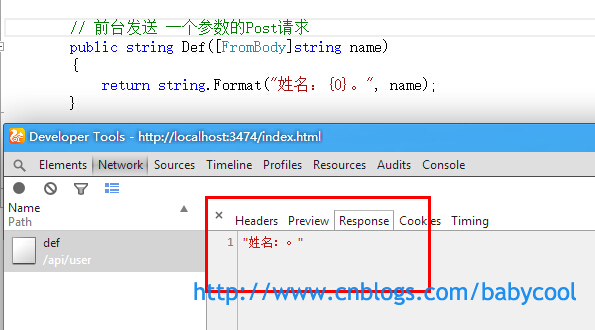 // 前台发送 一个参数的Post请求
public string Def([FromBody]string name)
{
return string.Format("姓名：{0}。", name);
}
Developer Tools - http://localhost:3474/index.html
Elements Network Sources Timeline Profiles Resources Audits Console
Name
Path
× Headers Preview Response Cookies Timing
def
/api/user
1 "姓名：。"
http://www.cnblogs.com/babycool